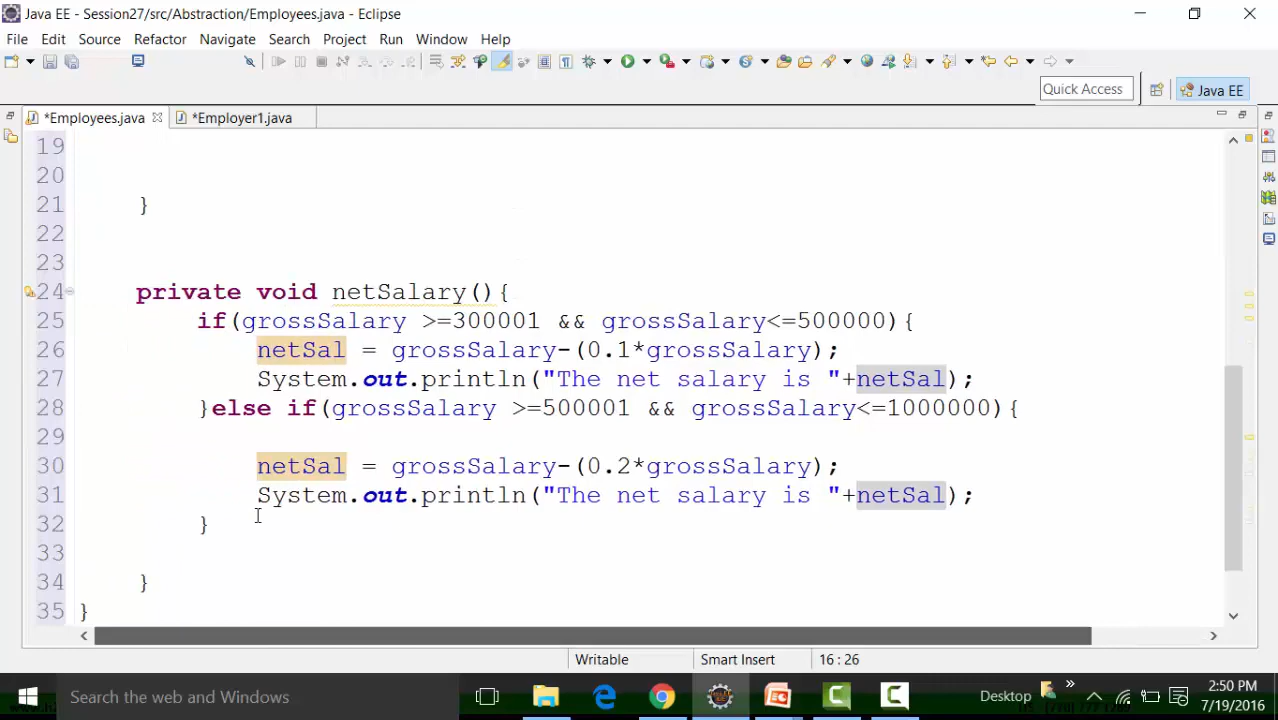 Java EE - Session27/src/Abstraction/Employees.java - Eclipse
File Edit Source Refactor Navigate Search Project Run Window Help
Quick Access Java EE
*Employees.java *Employer1.java
19
20
21 }
22
23
24 private void netSalary(){
25 if(grossSalary >=300001 && grossSalary<=500000){
26 netSal = grossSalary-(0.1*grossSalary);
27 System.out.println("The net salary is "+netSal);
28 }else if(grossSalary >=500001 && grossSalary<=1000000){
29
30 netSal = grossSalary-(0.2*grossSalary);
31 System.out.println("The net salary is "+netSal);
32 }
33
34 }
35 }
Writable Smart Insert 16 : 26
Search the web and Windows Desktop 2:50 PM
7/19/2016